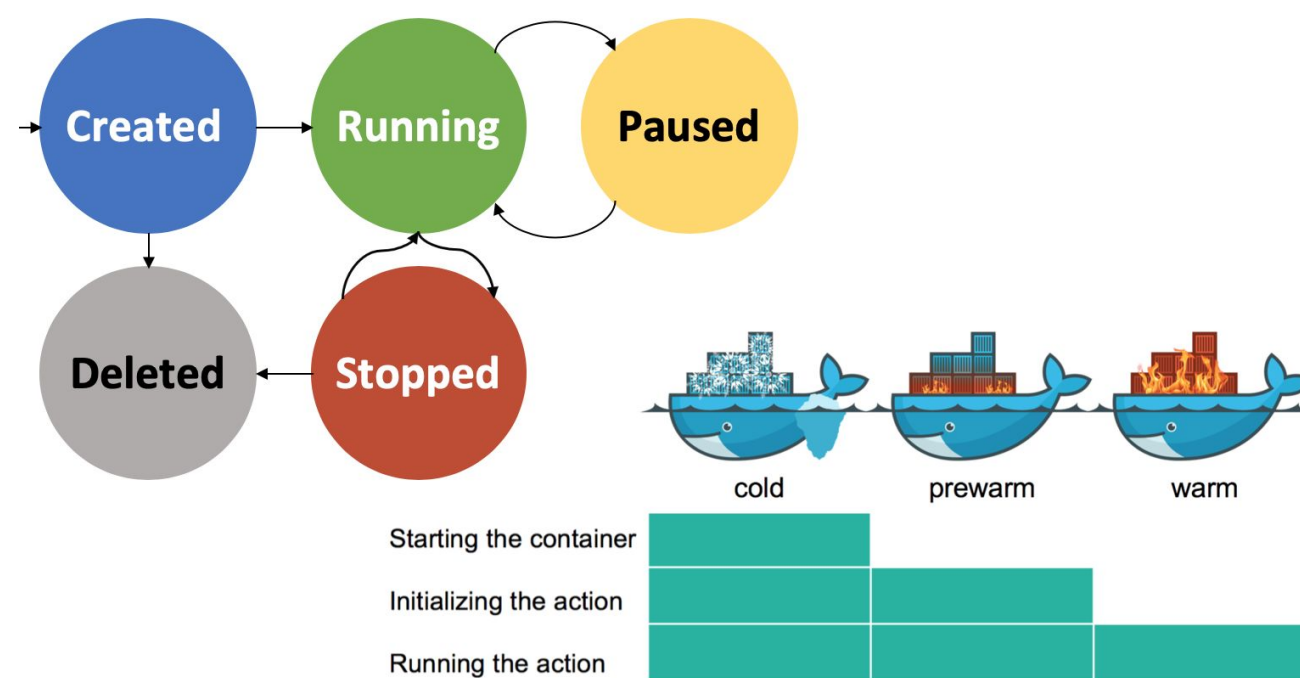 Created
Running
Paused
Deleted
Stopped
cold
prewarm
warm
Starting the container
Initializing the action
Running the action